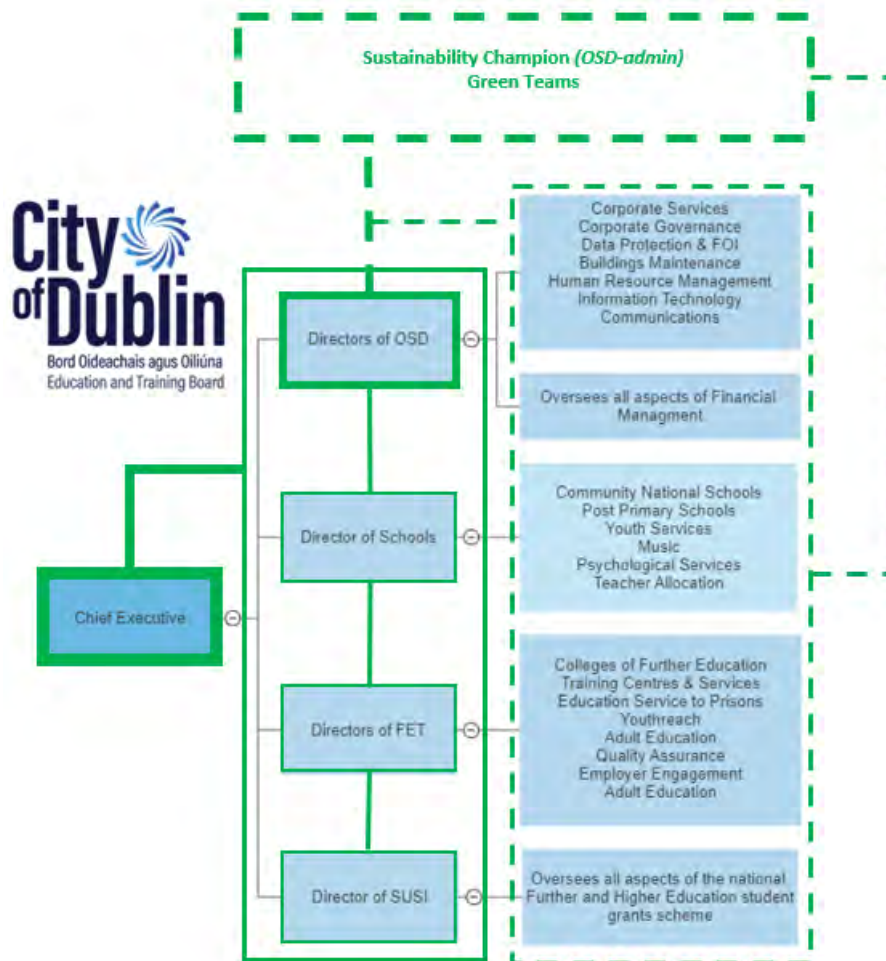 Sustainability Champion (OSD-admin)
Green Teams
City
of Dublin
Bord Oideachais agus Oiliúna
Education and Training Board
Chief Executive
Directors of OSD
Corporate Services
Corporate Governance
Data Protection & FOI
Buildings Maintenance
Human Resource Management
Information Technology
Communications
Oversees all aspects of Financial
Managment
Director of Schools
Community National Schools
Post Primary Schools
Youth Services
Music
Psychological Services
Teacher Allocation
Directors of FET
Colleges of Further Education
Training Centres & Services
Education Service to Prisons
Youthreach
Adult Education
Quality Assurance
Employer Engagement
Adult Education
Director of SUSI
Oversees all aspects of the national
Further and Higher Education student
grants scheme